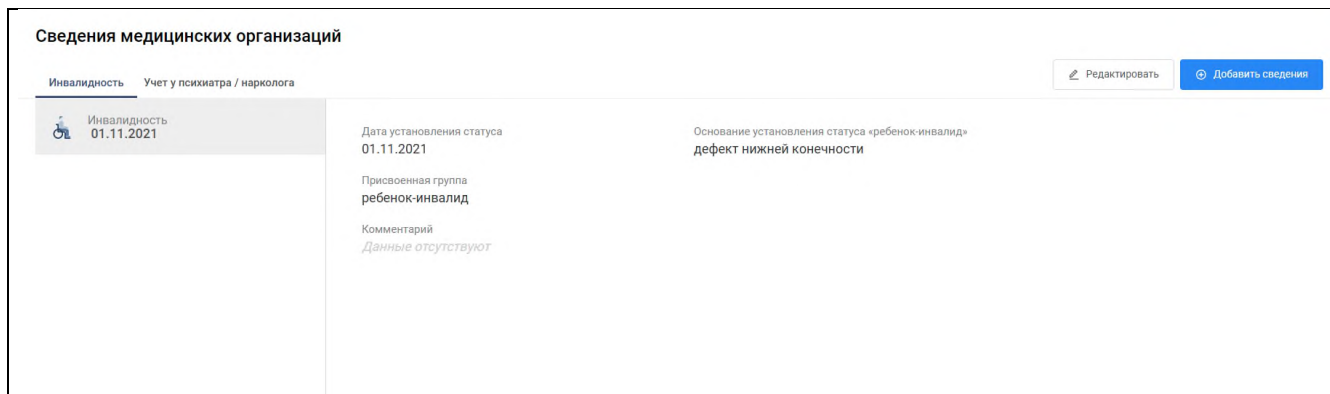 Сведения медицинских организаций
Инвалидность Учет у психиатра / нарколога
Редактировать
Добавить сведения
Инвалидность
01.11.2021
Дата установления статуса
01.11.2021
Основание установления статуса «ребенок-инвалид»
дефект нижней конечности
Присвоенная группа
ребенок-инвалид
Комментарий
Данные отсутствуют